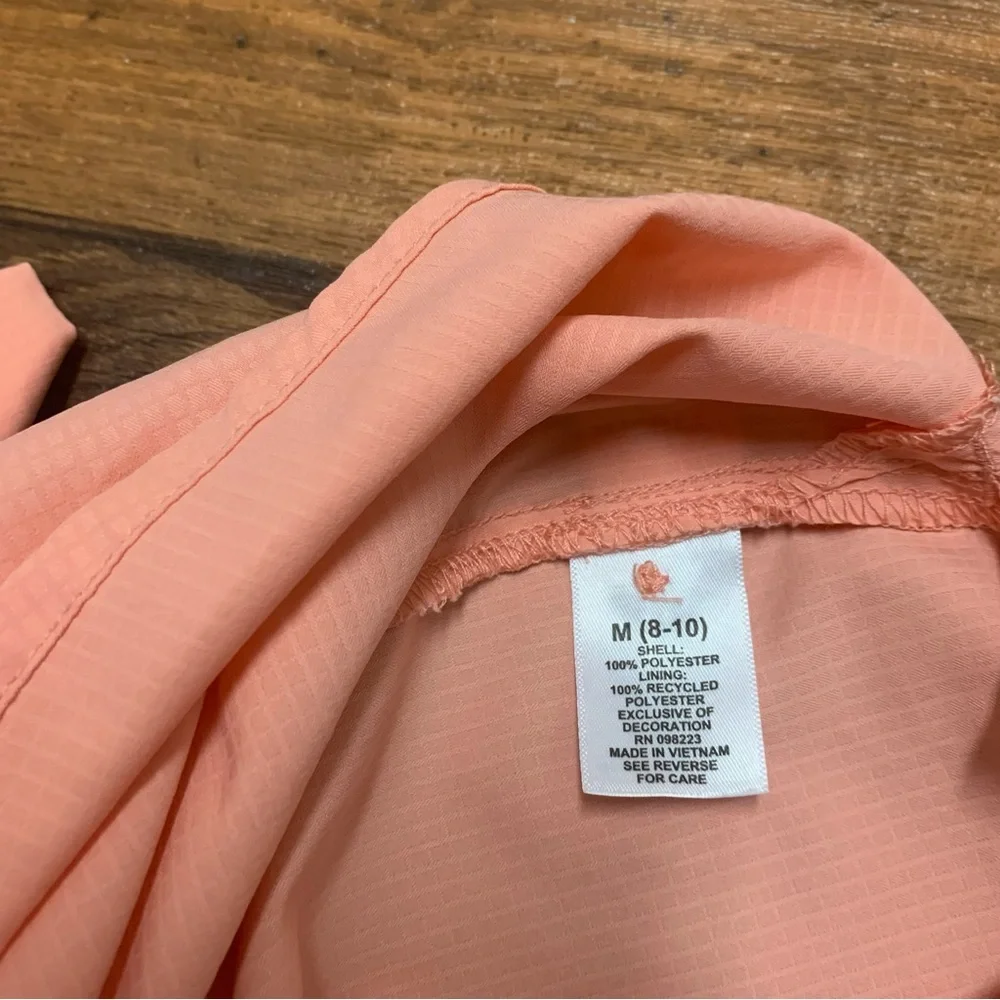 M (8-10)
SHELL:
100% POLYESTER
LINING:
100% RECYCLED
POLYESTER
EXCLUSIVE OF
DECORATION
RN 098223
MADE IN VIETNAM
SEE REVERSE
FOR CARE